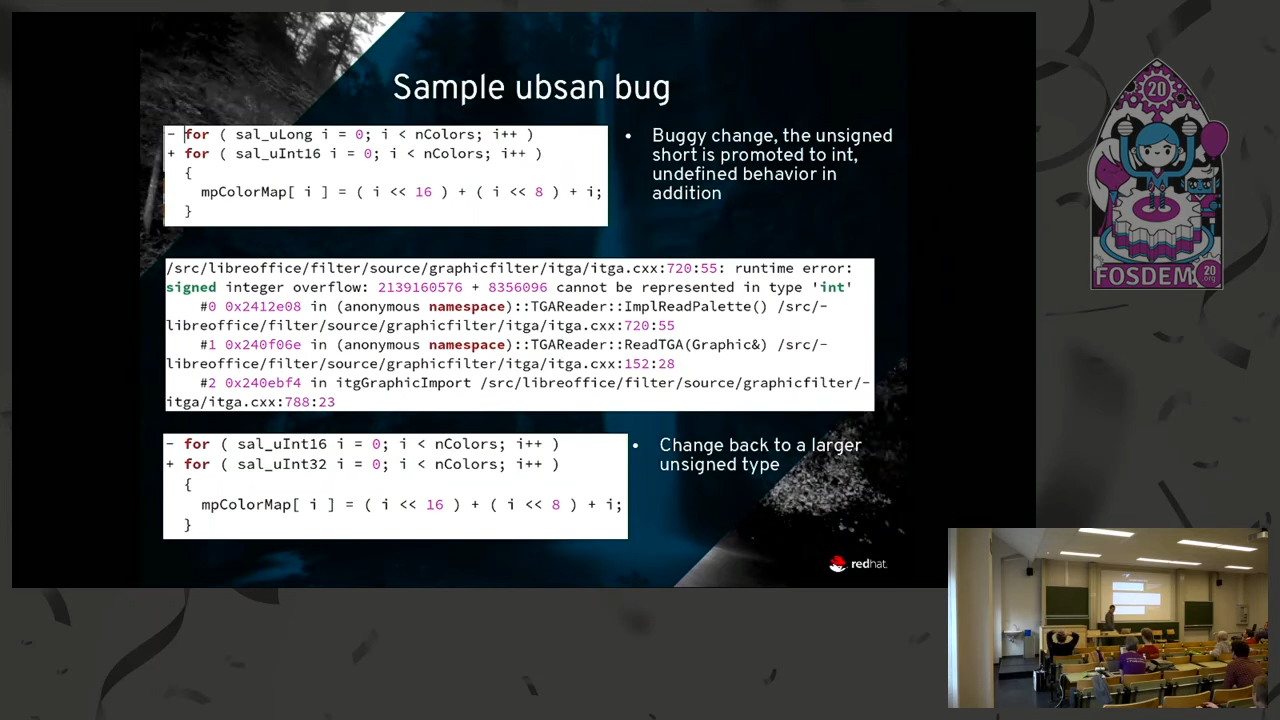 Sample ubsan bug
- for ( sal_uLong i = 0; i < nColors; i++ )
+ for ( sal_uInt16 i = 0; i < nColors; i++ )
{
mpColorMap[ i ] = ( i << 16 ) + ( i << 8 ) + i;
}
• Buggy change, the unsigned
short is promoted to int,
undefined behavior in
addition
/src/libreoffice/filter/source/graphicfilter/itga/itga.cxx:720:55: runtime error:
signed integer overflow: 2139160576 + 8356096 cannot be represented in type 'int'
#0 0x2412e08 in (anonymous namespace)::TGAReader::ImplReadPalette() /src/-
libreoffice/filter/source/graphicfilter/itga/itga.cxx:720:55
#1 0x240f06e in (anonymous namespace)::TGAReader::ReadTGA(Graphic&) /src/-
libreoffice/filter/source/graphicfilter/itga/itga.cxx:152:28
#2 0x240ebf4 in itgGraphicImport /src/libreoffice/filter/source/graphicfilter/-
itga/itga.cxx:788:23
- for ( sal_uInt16 i = 0; i < nColors; i++ )
+ for ( sal_uInt32 i = 0; i < nColors; i++ )
{
mpColorMap[ i ] = ( i << 16 ) + ( i << 8 ) + i;
}
• Change back to a larger
unsigned type
redhat.
20
FOSDEM
20
.org